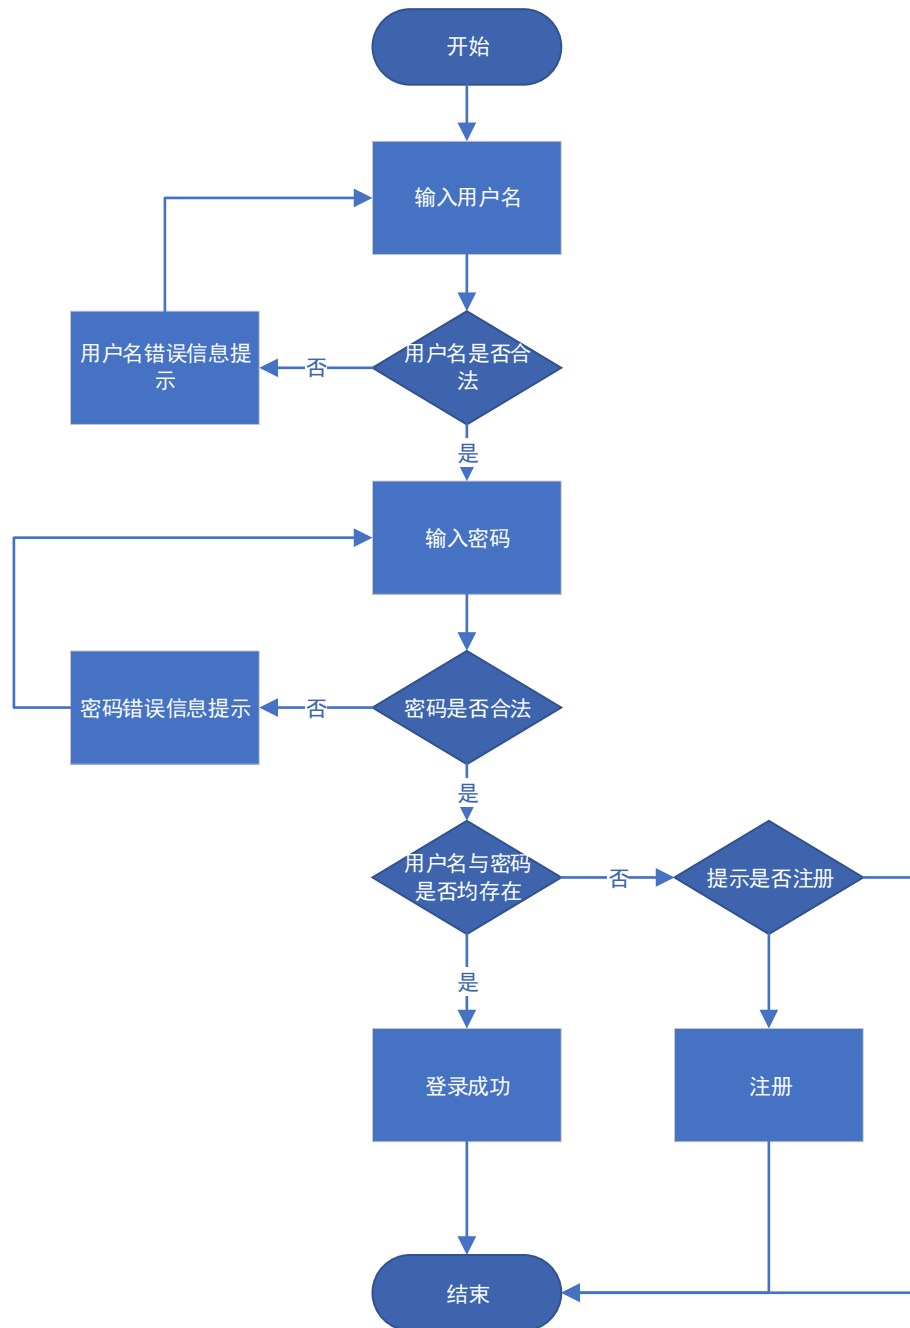 开始
输入用户名
用户名错误信息提
示
否
用户名是否合
法
是
输入密码
密码错误信息提示
否
密码是否合法
是
用户名与密码
是否均存在
否
提示是否注册
是
登录成功
注册
结束